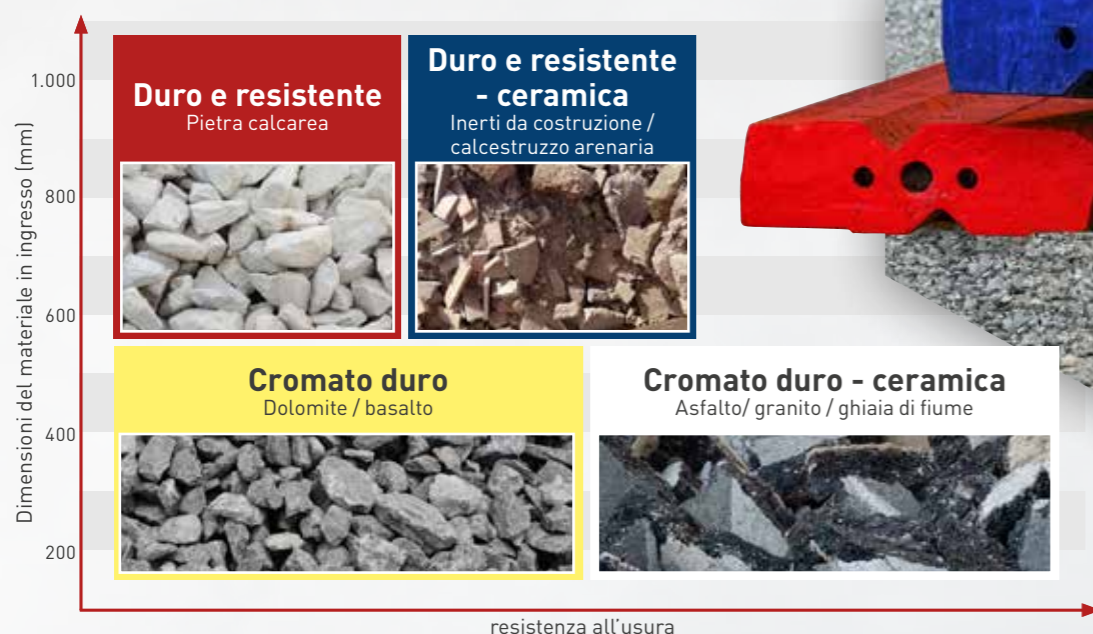 Dimensioni del materiale in ingresso (mm)
1.000
800
600
400
200
Duro e resistente
Pietra calcarea
Duro e resistente
- ceramica
Inerti da costruzione /
calcestruzzo arenaria
Cromato duro
Dolomite / basalto
Cromato duro - ceramica
Asfalto/ granito / ghiaia di fiume
resistenza all'usura